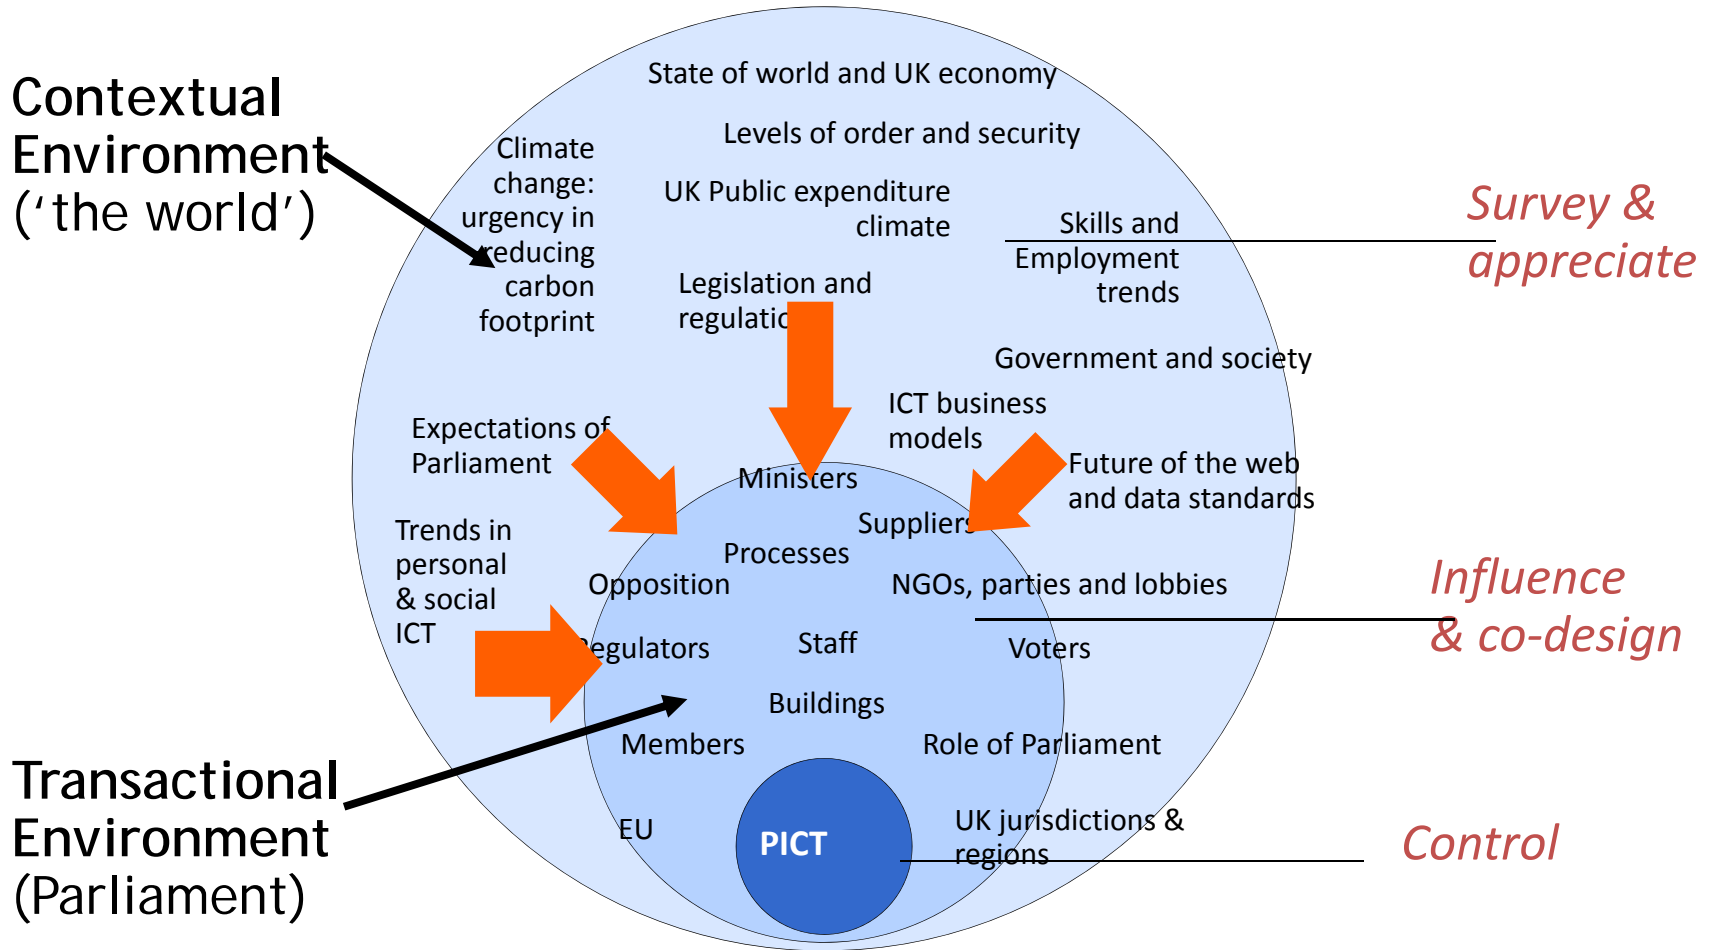 Contextual
Environment
(‘the world’)
State of world and UK economy
Levels of order and security
Climate
change:
urgency in
reducing
carbon
footprint
UK Public expenditure
climate
Skills and
Employment
trends
Survey &
appreciate
Legislation and
regulatio
Government and society
ICT business
models
Expectations of
Parliament
Future of the web
and data standards
Ministers
Suppliers
Trends in
personal
& social
ICT
Processes
Opposition
NGOs, parties and lobbies
Influence
& co-design
Regulators
Staff
Voters
Buildings
Members
Role of Parliament
Transactional
Environment
(Parliament)
EU
PICT
UK jurisdictions &
regions
Control